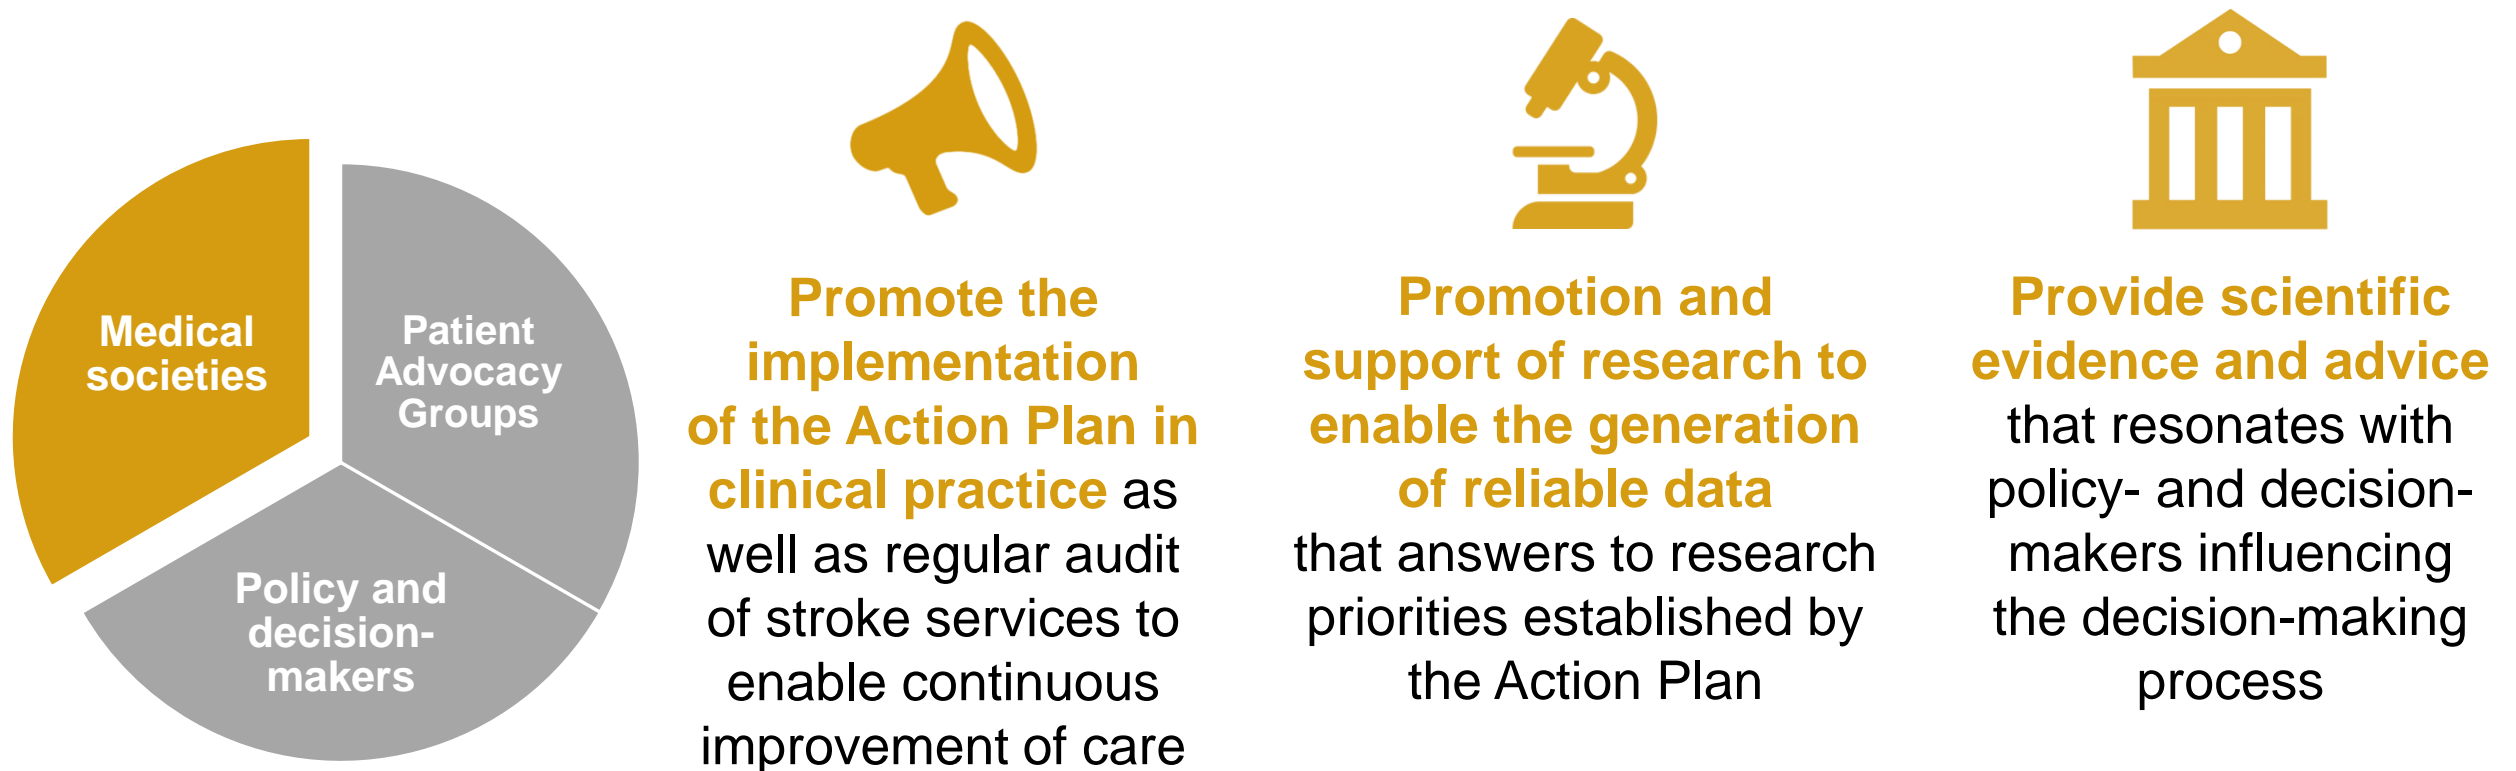 Medical
societies
Patient
Advocacy
Groups
Policy and
decision-
makers
Promote the
implementation
of the Action Plan in
clinical practice as
well as regular audit
of stroke services to
enable continuous
improvement of care
Promotion and
support of research to
enable the generation
of reliable data
that answers to research
priorities established by
the Action Plan
Provide scientific
evidence and advice
that resonates with
policy- and decision-
makers influencing
the decision-making
process